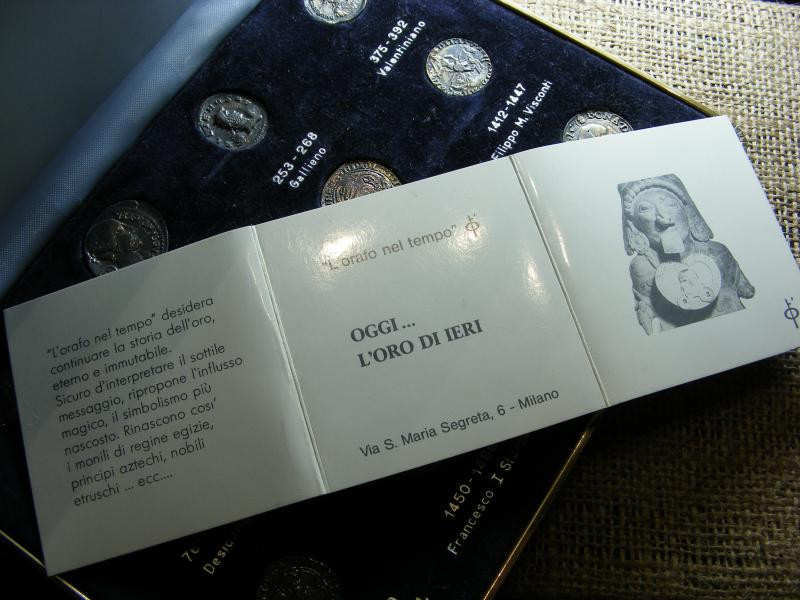 375-392
Valentiniano
1412-1447
Filippo M. Visconti
253-268
Gallieno
"L'orafo nel tempo" desidera
continuare la storia dell'oro,
eterno e immutabile.
Sicuro d'interpretare il sottile
messaggio, ripropone l'influsso
magico, il simbolismo più
nascosto. Rinascono cosi'
i monili di regine egizie,
principi aztechi, nobili
etruschi ... ecc....
"L'orafo nel tempo"
OGGI ...
L'ORO DI IERI
Via S. Maria Segreta, 6 - Milano
1450-
Francesco I